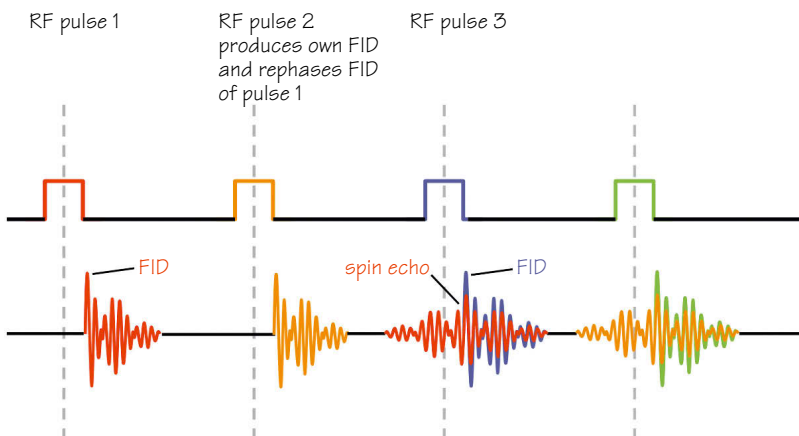 RF pulse 1
RF pulse 2
produces own FID
and rephases FID
of pulse 1
RF pulse 3
FID
spin echo
FID